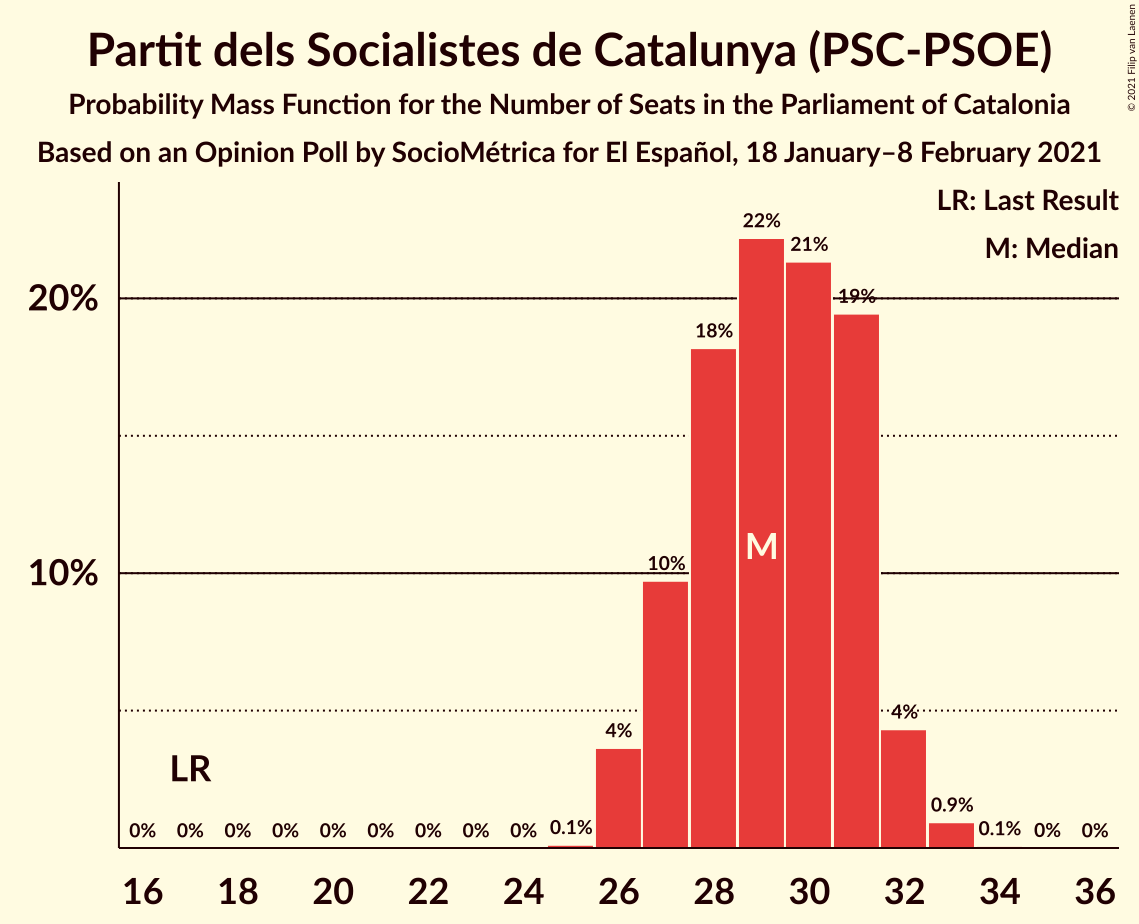 Partit dels Socialistes de Catalunya (PSC-PSOE)
Probability Mass Function for the Number of Seats in the Parliament of Catalonia
Based on an Opinion Poll by SocioMétrica for El Español, 18 January–8 February 2021
© 2021 Filip van Laenen
LR: Last Result
M: Median
20%
10%
22%
21%
19%
18%
10%
M
4%
4%
LR
0% 0% 0% 0% 0% 0% 0% 0% 0% 0.1% 0.9% 0.1% 0% 0%
16 18 20 22 24 26 28 30 32 34 36